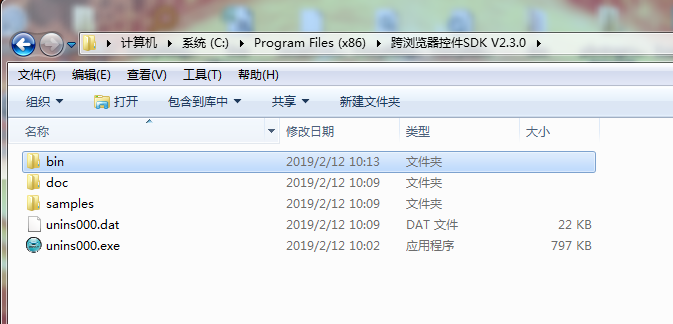 计算机 系统 (C:) Program Files (x86) 跨浏览器控件SDK V2.3.0
文件(F) 编辑(E) 查看(V) 工具(T) 帮助(H)
组织 打开 包含到库中 共享 新建文件夹
名称 修改日期 类型 大小
bin 2019/2/12 10:13 文件夹
doc 2019/2/12 10:09 文件夹
samples 2019/2/12 10:09 文件夹
unins000.dat 2019/2/12 10:09 DAT 文件 22 KB
unins000.exe 2019/2/12 10:02 应用程序 797 KB